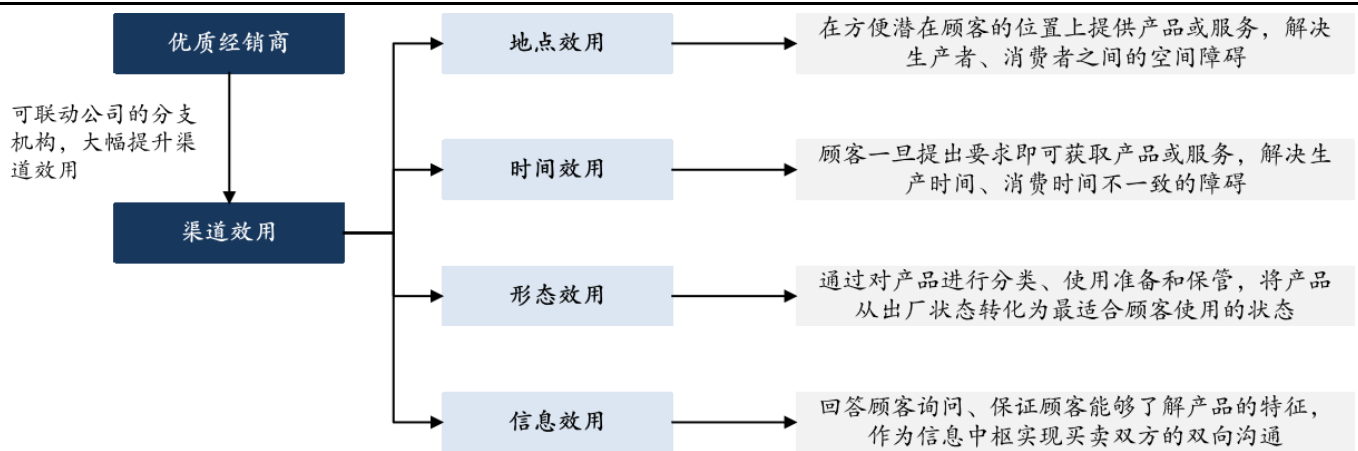 优质经销商
可联动公司的分支
机构，大幅提升渠
道效用
渠道效用
地点效用
在方便潜在顾客的位置上提供产品或服务，解决
生产者、消费者之间的空间障碍
时间效用
顾客一旦提出要求即可获取产品或服务，解决生
产时间、消费时间不一致的障碍
形态效用
通过对产品进行分类、使用准备和保管，将产品
从出厂状态转化为最适合顾客使用的状态
信息效用
回答顾客询问、保证顾客能够了解产品的特征，
作为信息中枢实现买卖双方的双向沟通